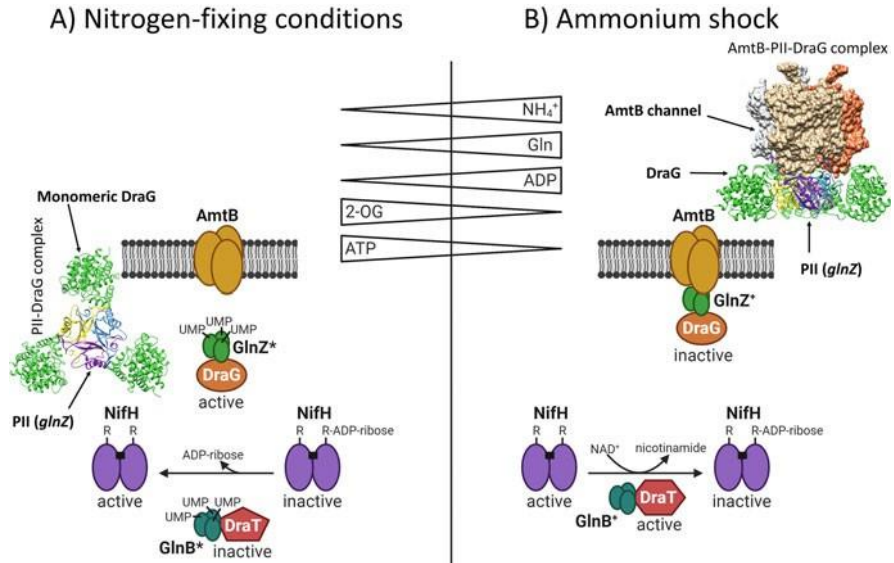 A) Nitrogen-fixing conditions
B) Ammonium shock
AmtB-PII-DraG complex
NH₄⁺
Gln
ADP
2-OG
ATP
Monomeric DraG
PII-DraG complex
PII (glnZ)
AmtB
UMP
UMP UMP
GlnZ*
DraG
active
NifH
R R
active
ADP-ribose
NifH
R R-ADP-ribose
inactive
UMP UMP
UMP
GlnB*
DraT
inactive
AmtB channel
DraG
PII (glnZ)
AmtB
GlnZ⁺
DraG
inactive
NifH
R R
active
NAD⁺ nicotinamide
GlnB⁺
DraT
active
NifH
R R-ADP-ribose
inactive